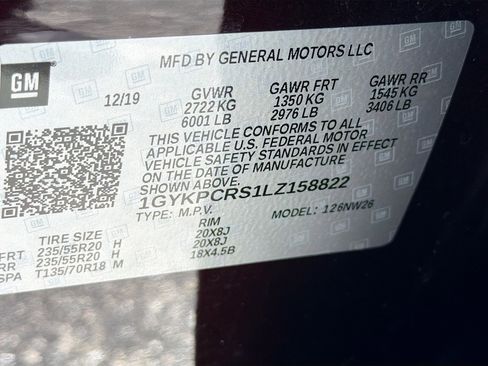 GM
MFD BY GENERAL MOTORS LLC
12/19
GVWR GAWR FRT GAWR RR
2722 KG 1350 KG 1545 KG
6001 LB 2976 LB 3406 LB
THIS VEHICLE CONFORMS TO ALL
APPLICABLE U.S. FEDERAL MOTOR
VEHICLE SAFETY STANDARDS IN EFFECT
ON THE DATE OF MANUFACTURE
1GYKPCRS1LZ158822
TYPE: M.P.V. MODEL: 126NW26
TIRE SIZE RIM
FRT 235/55R20 H 20X8J
RR 235/55R20 H 20X8J
SPA T135/70R18 M 18X4.5B